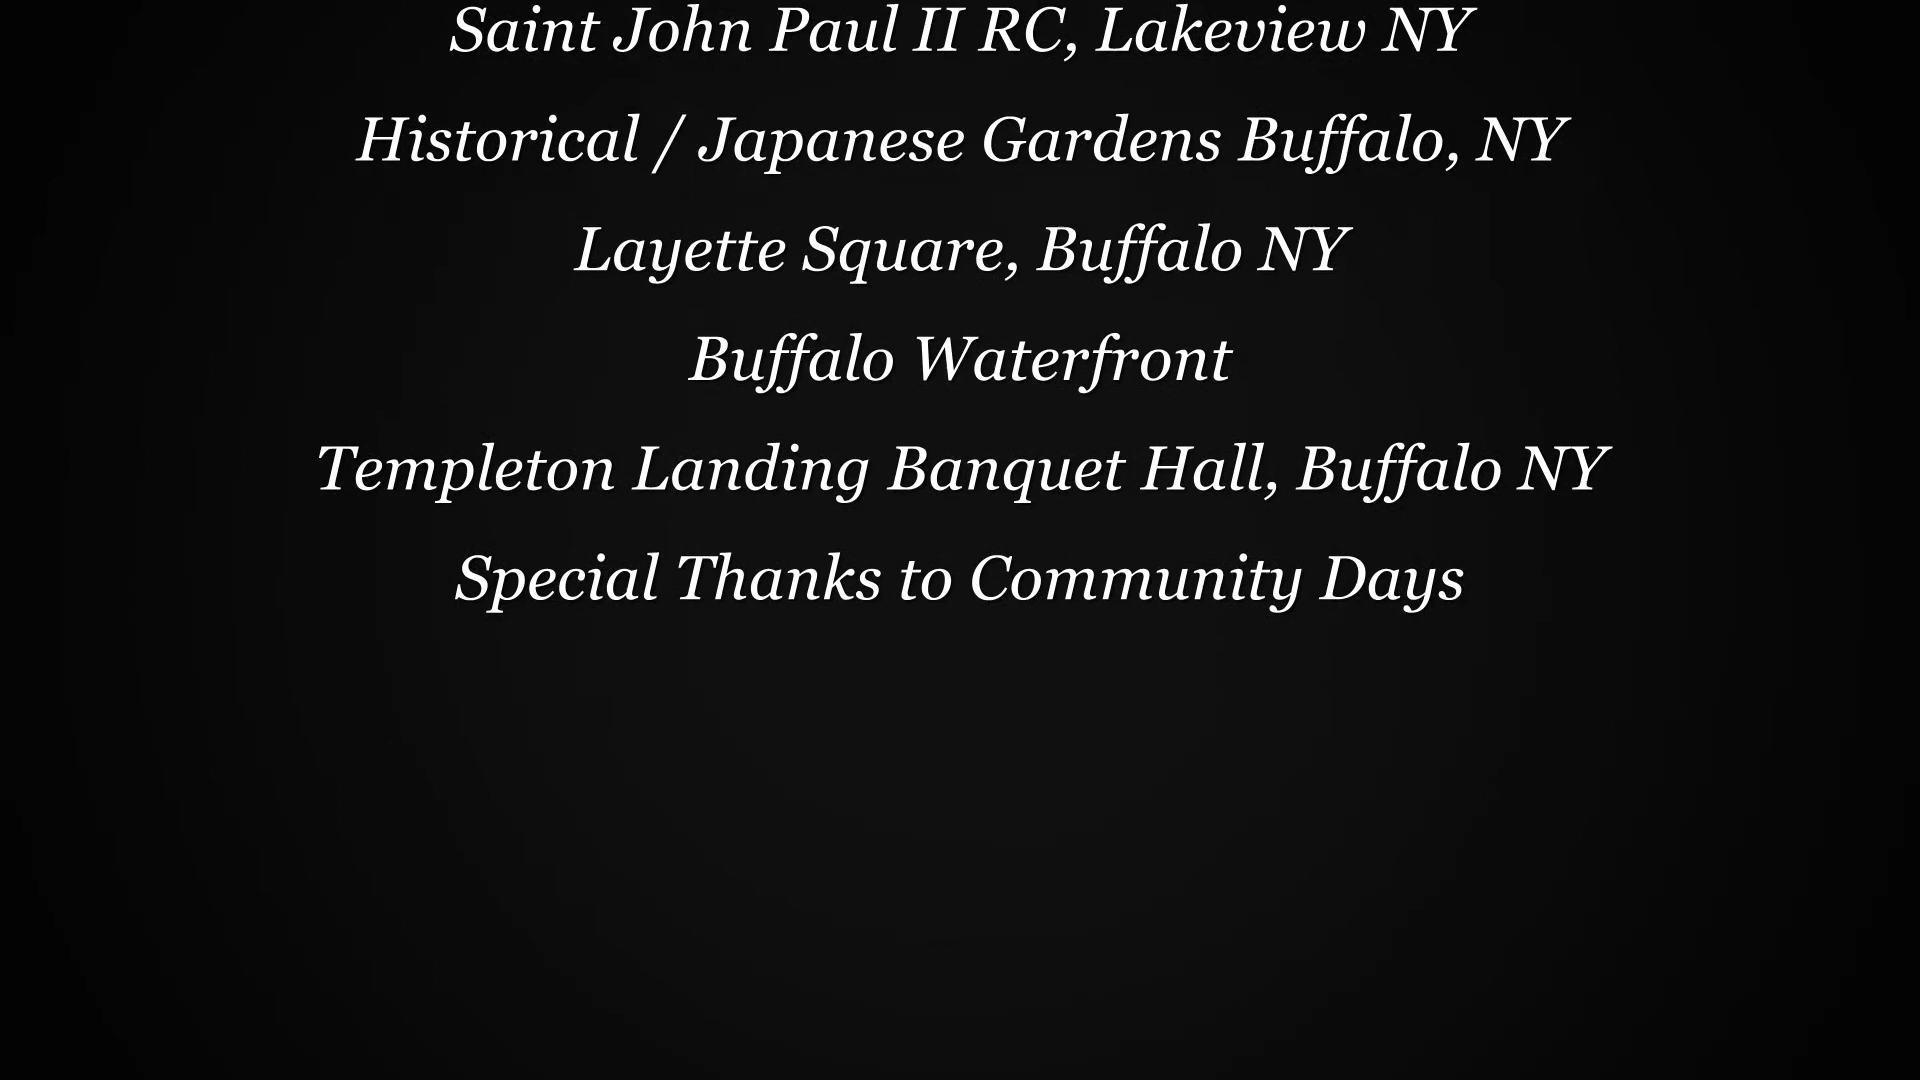 Saint John Paul II RC, Lakeview NY
Historical / Japanese Gardens Buffalo, NY
Layette Square, Buffalo NY
Buffalo Waterfront
Templeton Landing Banquet Hall, Buffalo NY
Special Thanks to Community Days